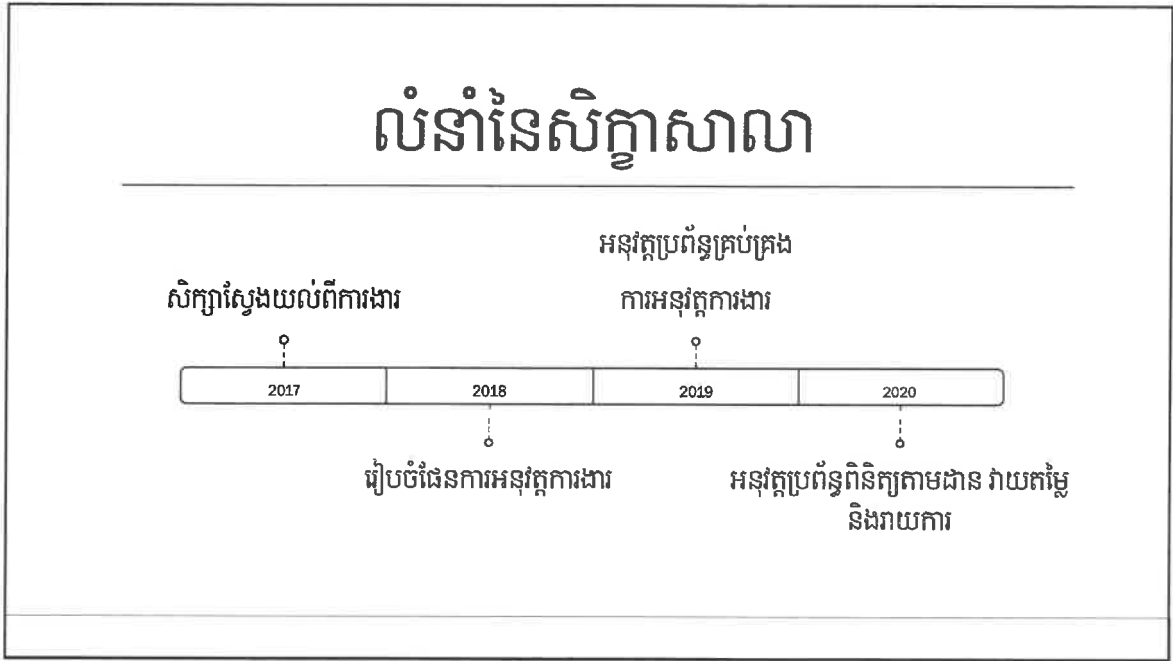 លំនាំនៃសិក្ខាសាលា
អនុវត្តប្រព័ន្ធគ្រប់គ្រង
ការអនុវត្តការងារ
សិក្សាស្វែងយល់ពីការងារ
2017 2018 2019 2020
រៀបចំផែនការអនុវត្តការងារ
អនុវត្តប្រព័ន្ធពិនិត្យតាមដាន វាយតម្លៃ
និងរាយការ